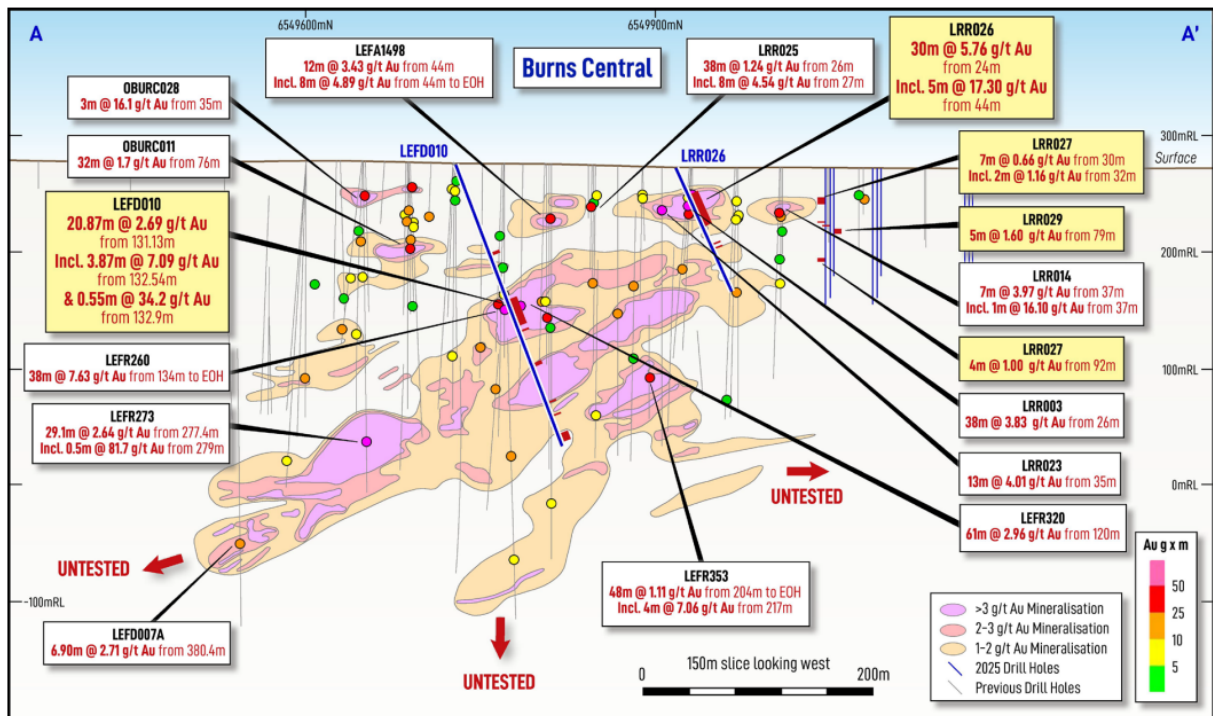 6549600mN
6549900mN
A
A'
Burns Central
LEFA1498
12m @ 3.43 g/t Au from 44m
Incl. 8m @ 4.89 g/t Au from 44m to EOH
LRR025
38m @ 1.24 g/t Au from 26m
Incl. 8m @ 4.54 g/t Au from 27m
LRR026
30m @ 5.76 g/t Au
from 24m
Incl. 5m @ 17.30 g/t Au
from 44m
OBURC028
3m @ 16.1 g/t Au from 35m
OBURC011
32m @ 1.7 g/t Au from 76m
LEFD010
LRR026
300mRL
Surface
LRR027
7m @ 0.66 g/t Au from 30m
Incl. 2m @ 1.16 g/t Au from 32m
LEFD010
20.87m @ 2.69 g/t Au
from 131.13m
Incl. 3.87m @ 7.09 g/t Au
from 132.54m
& 0.55m @ 34.2 g/t Au
from 132.9m
LRR029
5m @ 1.60 g/t Au from 79m
200mRL
LRR014
7m @ 3.97 g/t Au from 37m
Incl. 1m @ 16.10 g/t Au from 37m
LRR027
4m @ 1.00 g/t Au from 92m
LEFR260
38m @ 7.63 g/t Au from 134m to EOH
100mRL
LRR003
38m @ 3.83 g/t Au from 26m
LEFR273
29.1m @ 2.64 g/t Au from 277.4m
Incl. 0.5m @ 81.7 g/t Au from 279m
LRR023
13m @ 4.01 g/t Au from 35m
0mRL
UNTESTED
LEFR320
61m @ 2.96 g/t Au from 120m
UNTESTED
-100mRL
LEFR353
48m @ 1.11 g/t Au from 204m to EOH
Incl. 4m @ 7.06 g/t Au from 217m
LEFD007A
6.90m @ 2.71 g/t Au from 380.4m
UNTESTED
0
150m slice looking west
200m
>3 g/t Au Mineralisation
2-3 g/t Au Mineralisation
1-2 g/t Au Mineralisation
2025 Drill Holes
Previous Drill Holes
Au g x m
50
25
10
5